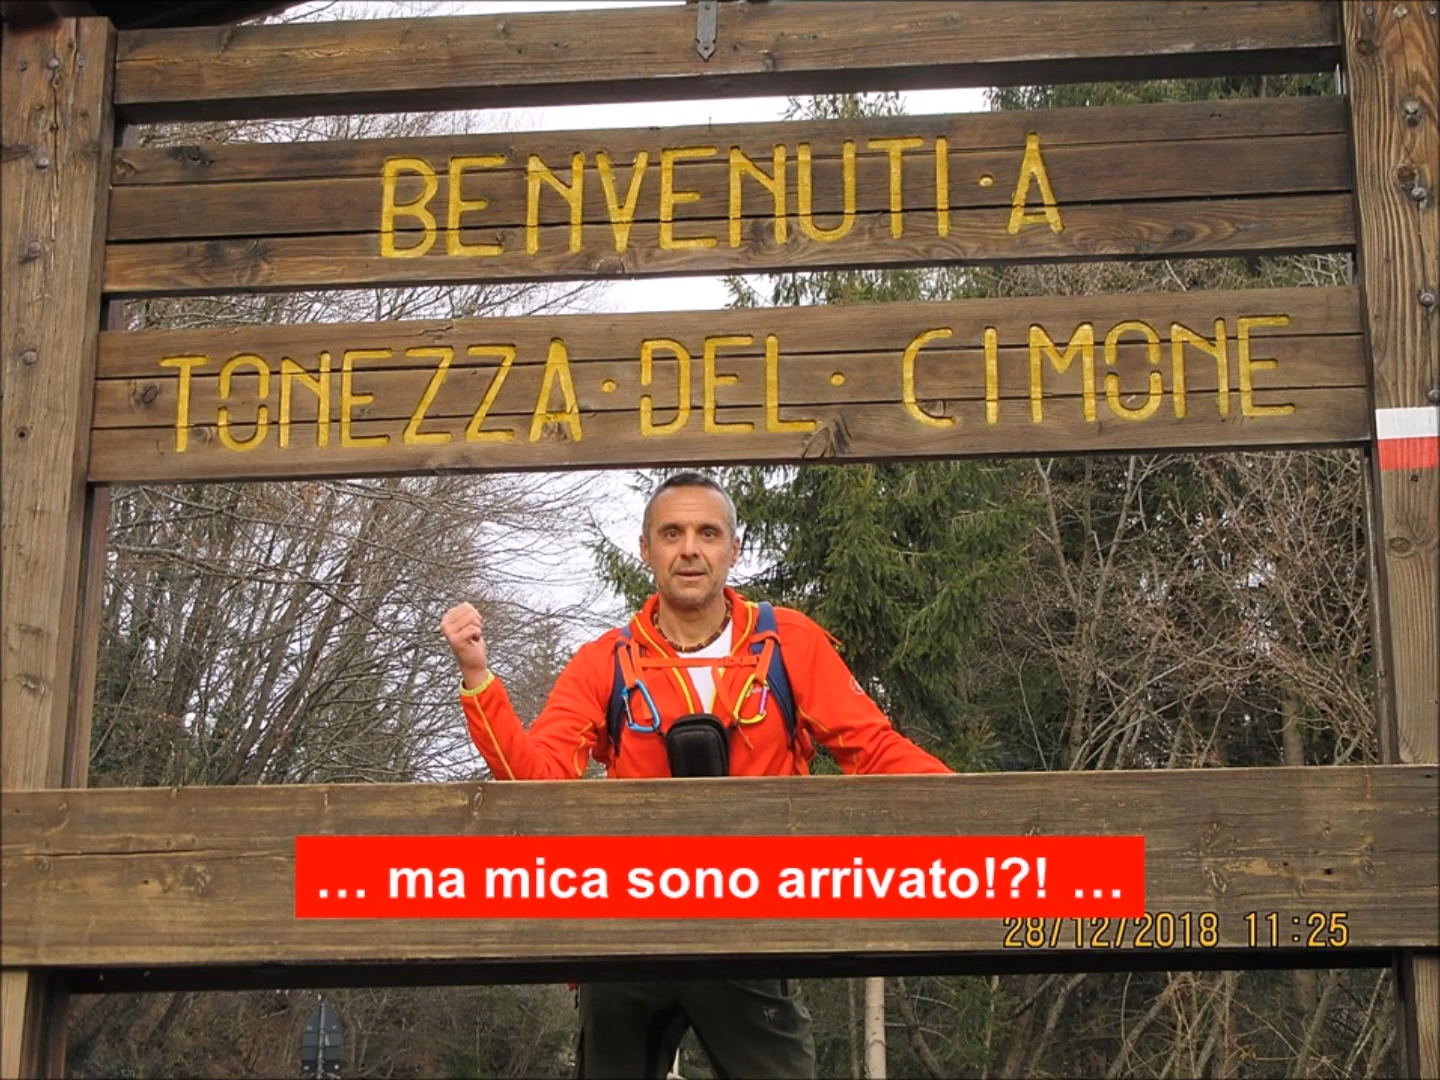 BENVENUTI·A
TONEZZA·DEL·CIMONE
... ma mica sono arrivato!?! ...
28/12/2018 11:25